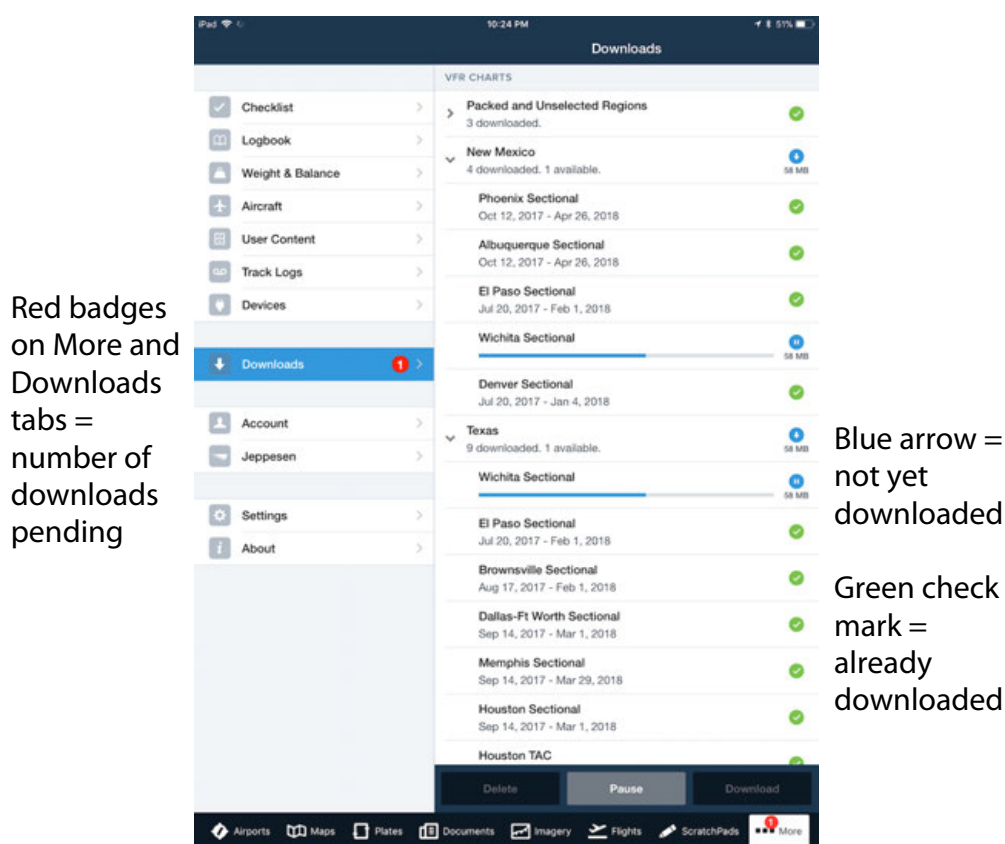 iPad
10:24 PM
51%
Downloads
Checklist
Logbook
Weight & Balance
Aircraft
User Content
Track Logs
Devices
Downloads
1
Account
Jeppesen
Settings
About
VFR CHARTS
Packed and Unselected Regions
3 downloaded.
New Mexico
4 downloaded. 1 available.
58 MB
Phoenix Sectional
Oct 12, 2017 - Apr 26, 2018
Albuquerque Sectional
Oct 12, 2017 - Apr 26, 2018
El Paso Sectional
Jul 20, 2017 - Feb 1, 2018
Wichita Sectional
58 MB
Denver Sectional
Jul 20, 2017 - Jan 4, 2018
Texas
9 downloaded. 1 available.
58 MB
Wichita Sectional
58 MB
El Paso Sectional
Jul 20, 2017 - Feb 1, 2018
Brownsville Sectional
Aug 17, 2017 - Feb 1, 2018
Dallas-Ft Worth Sectional
Sep 14, 2017 - Mar 1, 2018
Memphis Sectional
Sep 14, 2017 - Mar 29, 2018
Houston Sectional
Sep 14, 2017 - Mar 1, 2018
Houston TAC
Delete
Pause
Download
Airports
Maps
Plates
Documents
Imagery
Flights
ScratchPads
1
More
Red badges
on More and
Downloads
tabs =
number of
downloads
pending
Blue arrow =
not yet
downloaded
Green check
mark =
already
downloaded